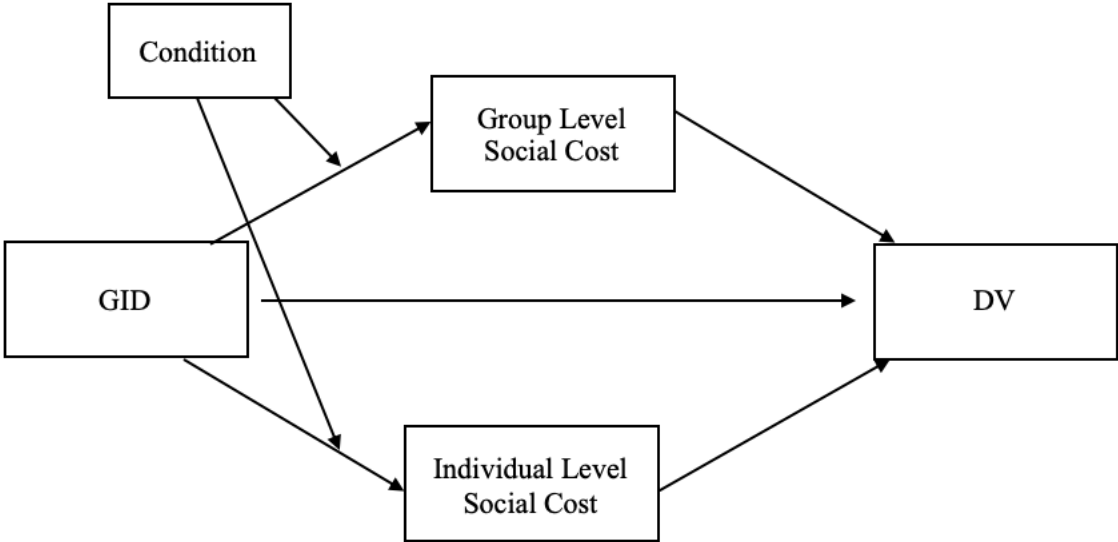 Condition
Group Level
Social Cost
GID
DV
Individual Level
Social Cost